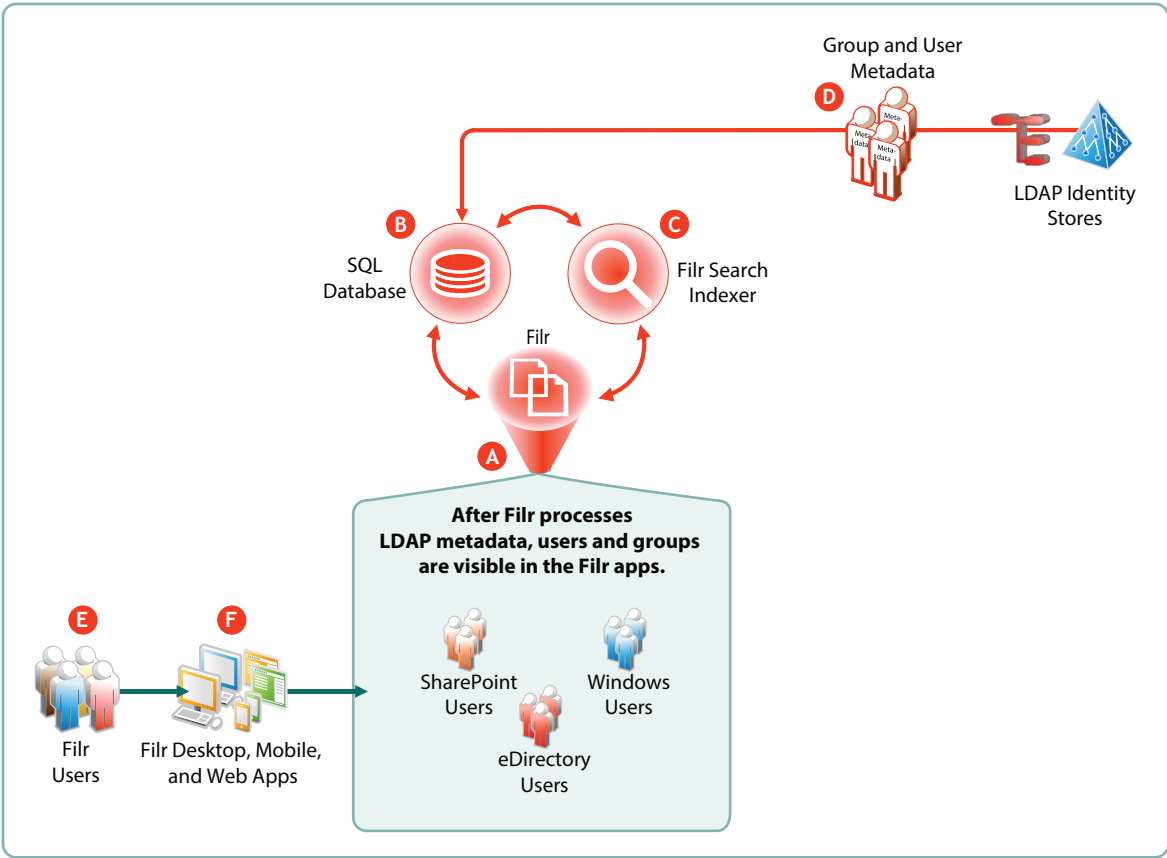 Group and User
Metadata
D
Meta-
Meta
data
Meta-
data
LDAP Identity
Stores
B
C
SQL
Database
Filr Search
Indexer
Filr
A
After Filr processes
LDAP metadata, users and groups
are visible in the Filr apps.
E
F
SharePoint
Users
Windows
Users
eDirectory
Users
Filr
Users
Filr Desktop, Mobile,
and Web Apps